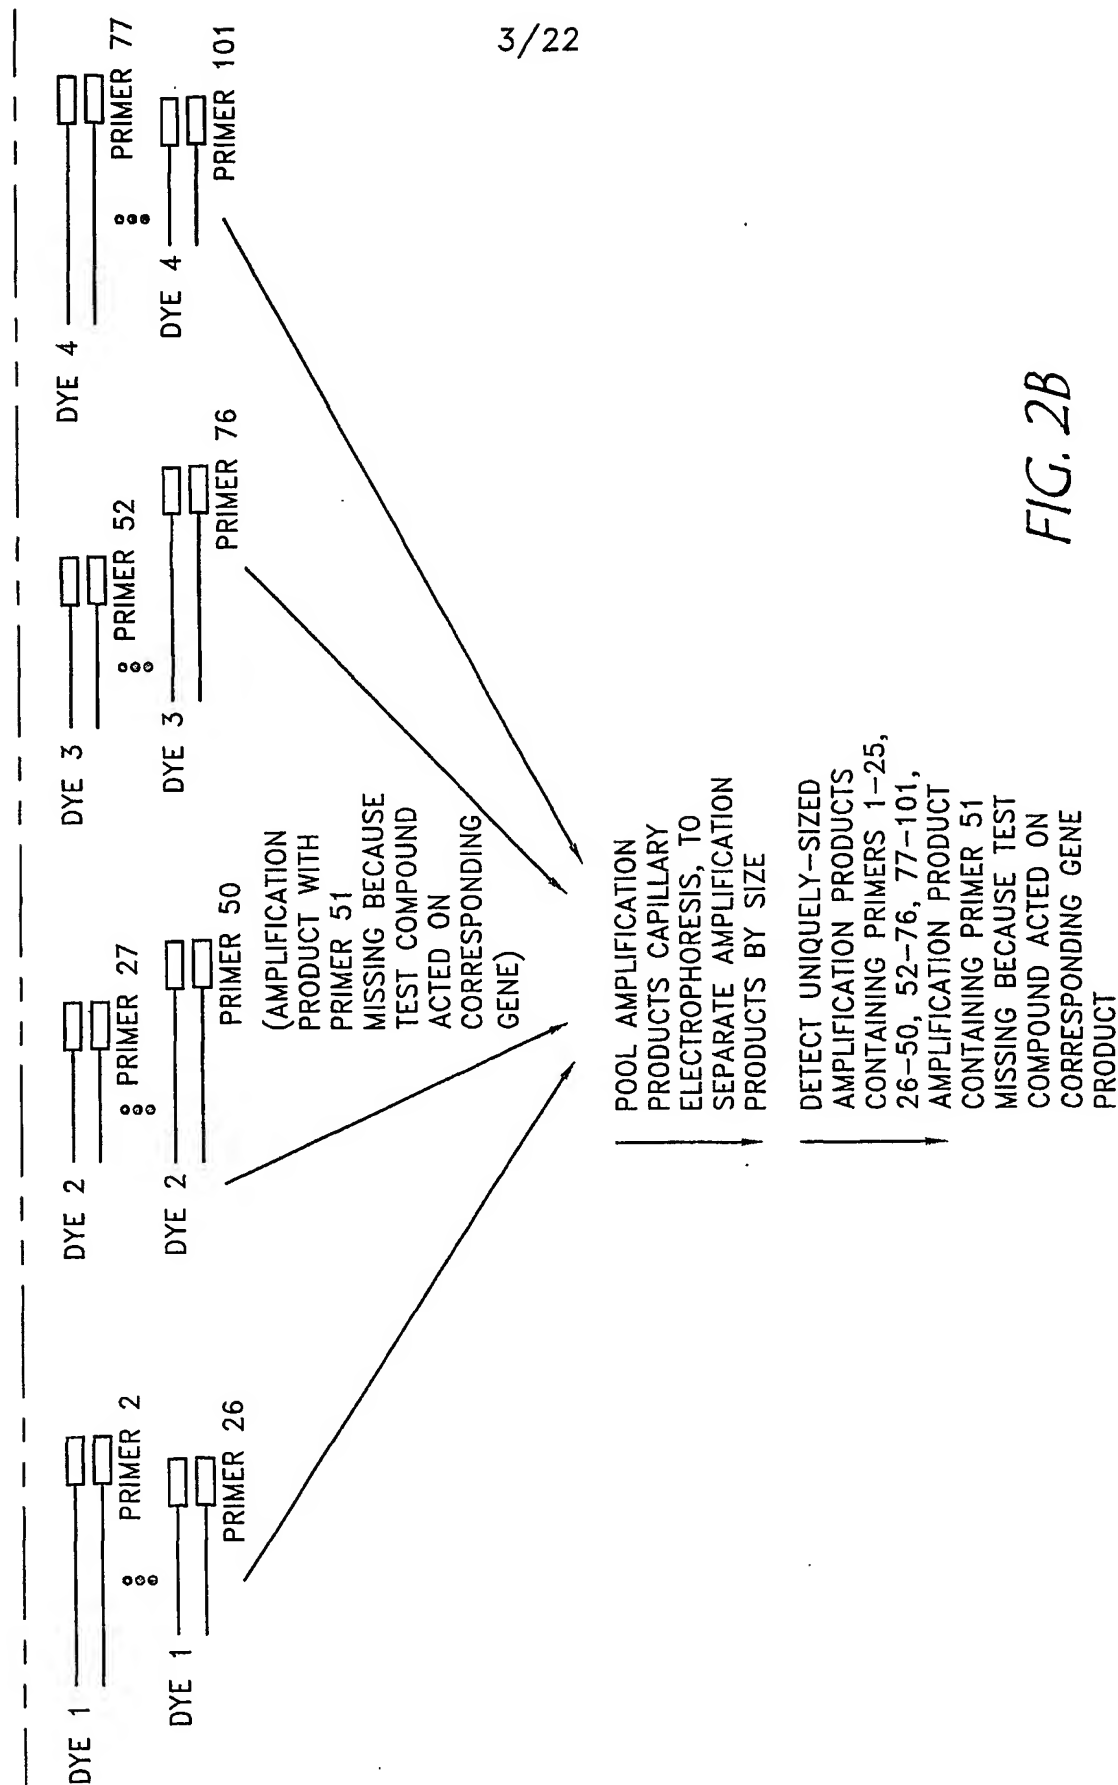 3/22
DYE 1
PRIMER 2
DYE 1
PRIMER 26
DYE 2
PRIMER 27
DYE 2
PRIMER 50
(AMPLIFICATION
PRODUCT WITH
PRIMER 51
MISSING BECAUSE
TEST COMPOUND
ACTED ON
CORRESPONDING
GENE)
DYE 3
PRIMER 52
DYE 3
PRIMER 76
DYE 4
PRIMER 77
DYE 4
PRIMER 101
POOL AMPLIFICATION
PRODUCTS CAPILLARY
ELECTROPHORESIS, TO
SEPARATE AMPLIFICATION
PRODUCTS BY SIZE
DETECT UNIQUELY-SIZED
AMPLIFICATION PRODUCTS
CONTAINING PRIMERS 1-25,
26-50, 52-76, 77-101,
AMPLIFICATION PRODUCT
CONTAINING PRIMER 51
MISSING BECAUSE TEST
COMPOUND ACTED ON
CORRESPONDING GENE
PRODUCT
FIG. 2B